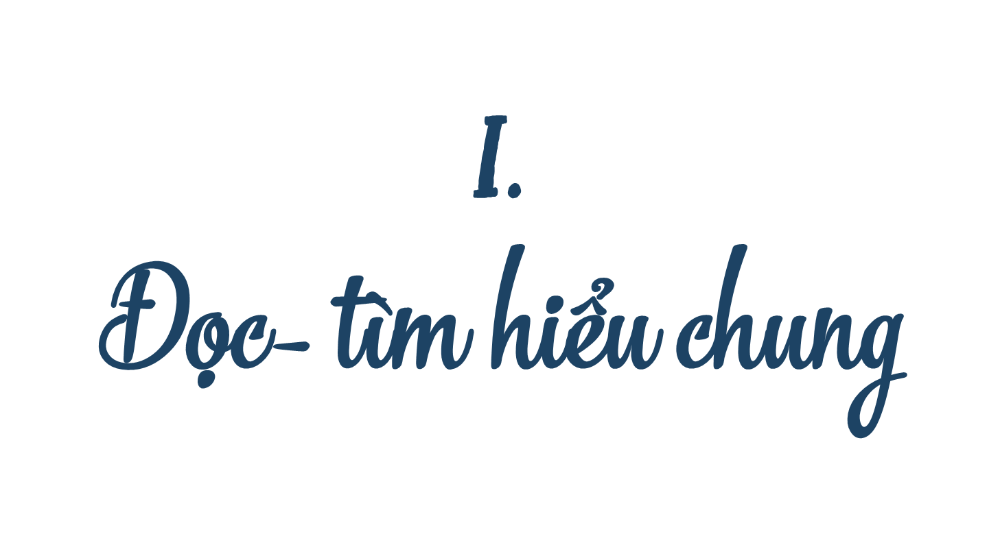 I.
Đọc- tìm hiểu chung